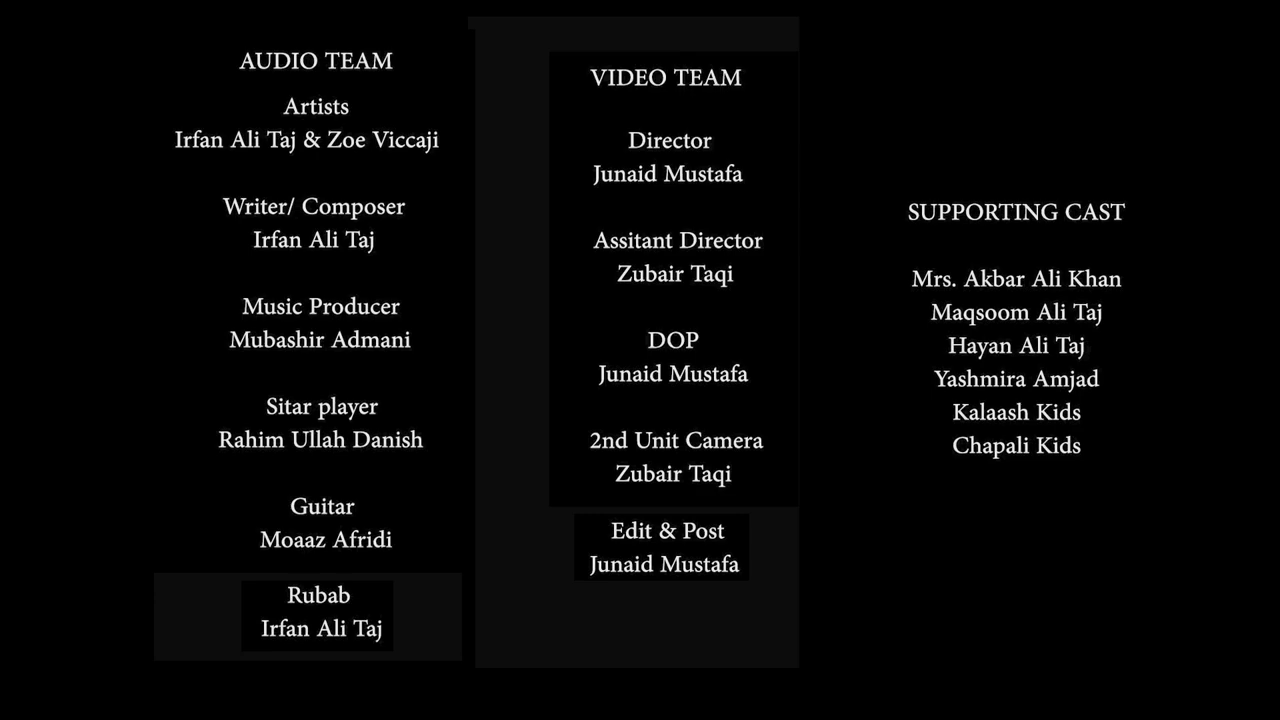 AUDIO TEAM
Artists
Irfan Ali Taj & Zoe Viccaji
Writer/ Composer
Irfan Ali Taj
Music Producer
Mubashir Admani
Sitar player
Rahim Ullah Danish
Guitar
Moaaz Afridi
Rubab
Irfan Ali Taj
VIDEO TEAM
Director
Junaid Mustafa
Assitant Director
Zubair Taqi
DOP
Junaid Mustafa
2nd Unit Camera
Zubair Taqi
Edit & Post
Junaid Mustafa
SUPPORTING CAST
Mrs. Akbar Ali Khan
Maqsoom Ali Taj
Hayan Ali Taj
Yashmira Amjad
Kalaash Kids
Chapali Kids